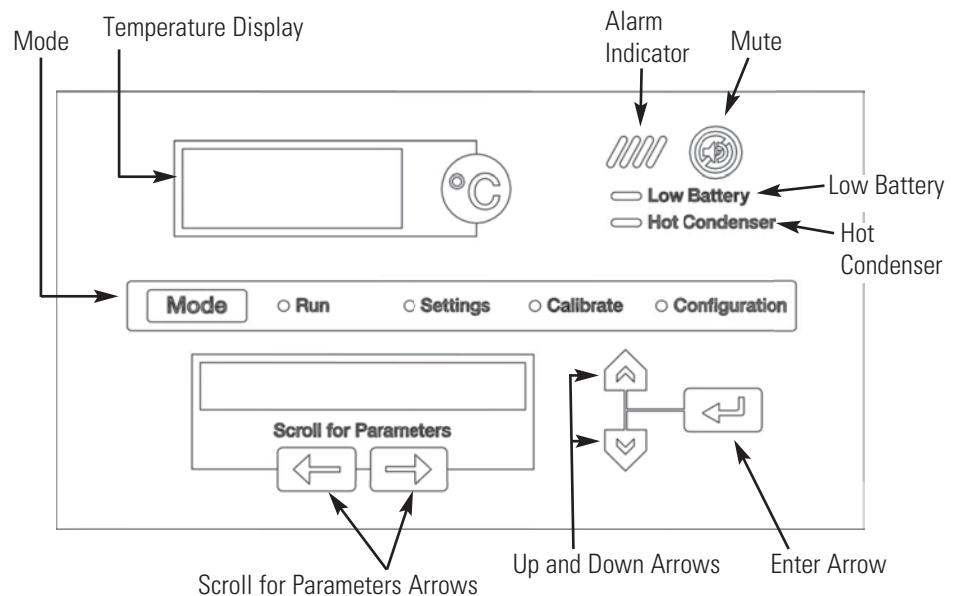 Mode
Temperature Display
Alarm
Indicator
Mute
°C
Low Battery
Low Battery
Hot Condenser
Hot
Condenser
Mode
Run
Settings
Calibrate
Configuration
Scroll for Parameters
Scroll for Parameters Arrows
Up and Down Arrows
Enter Arrow